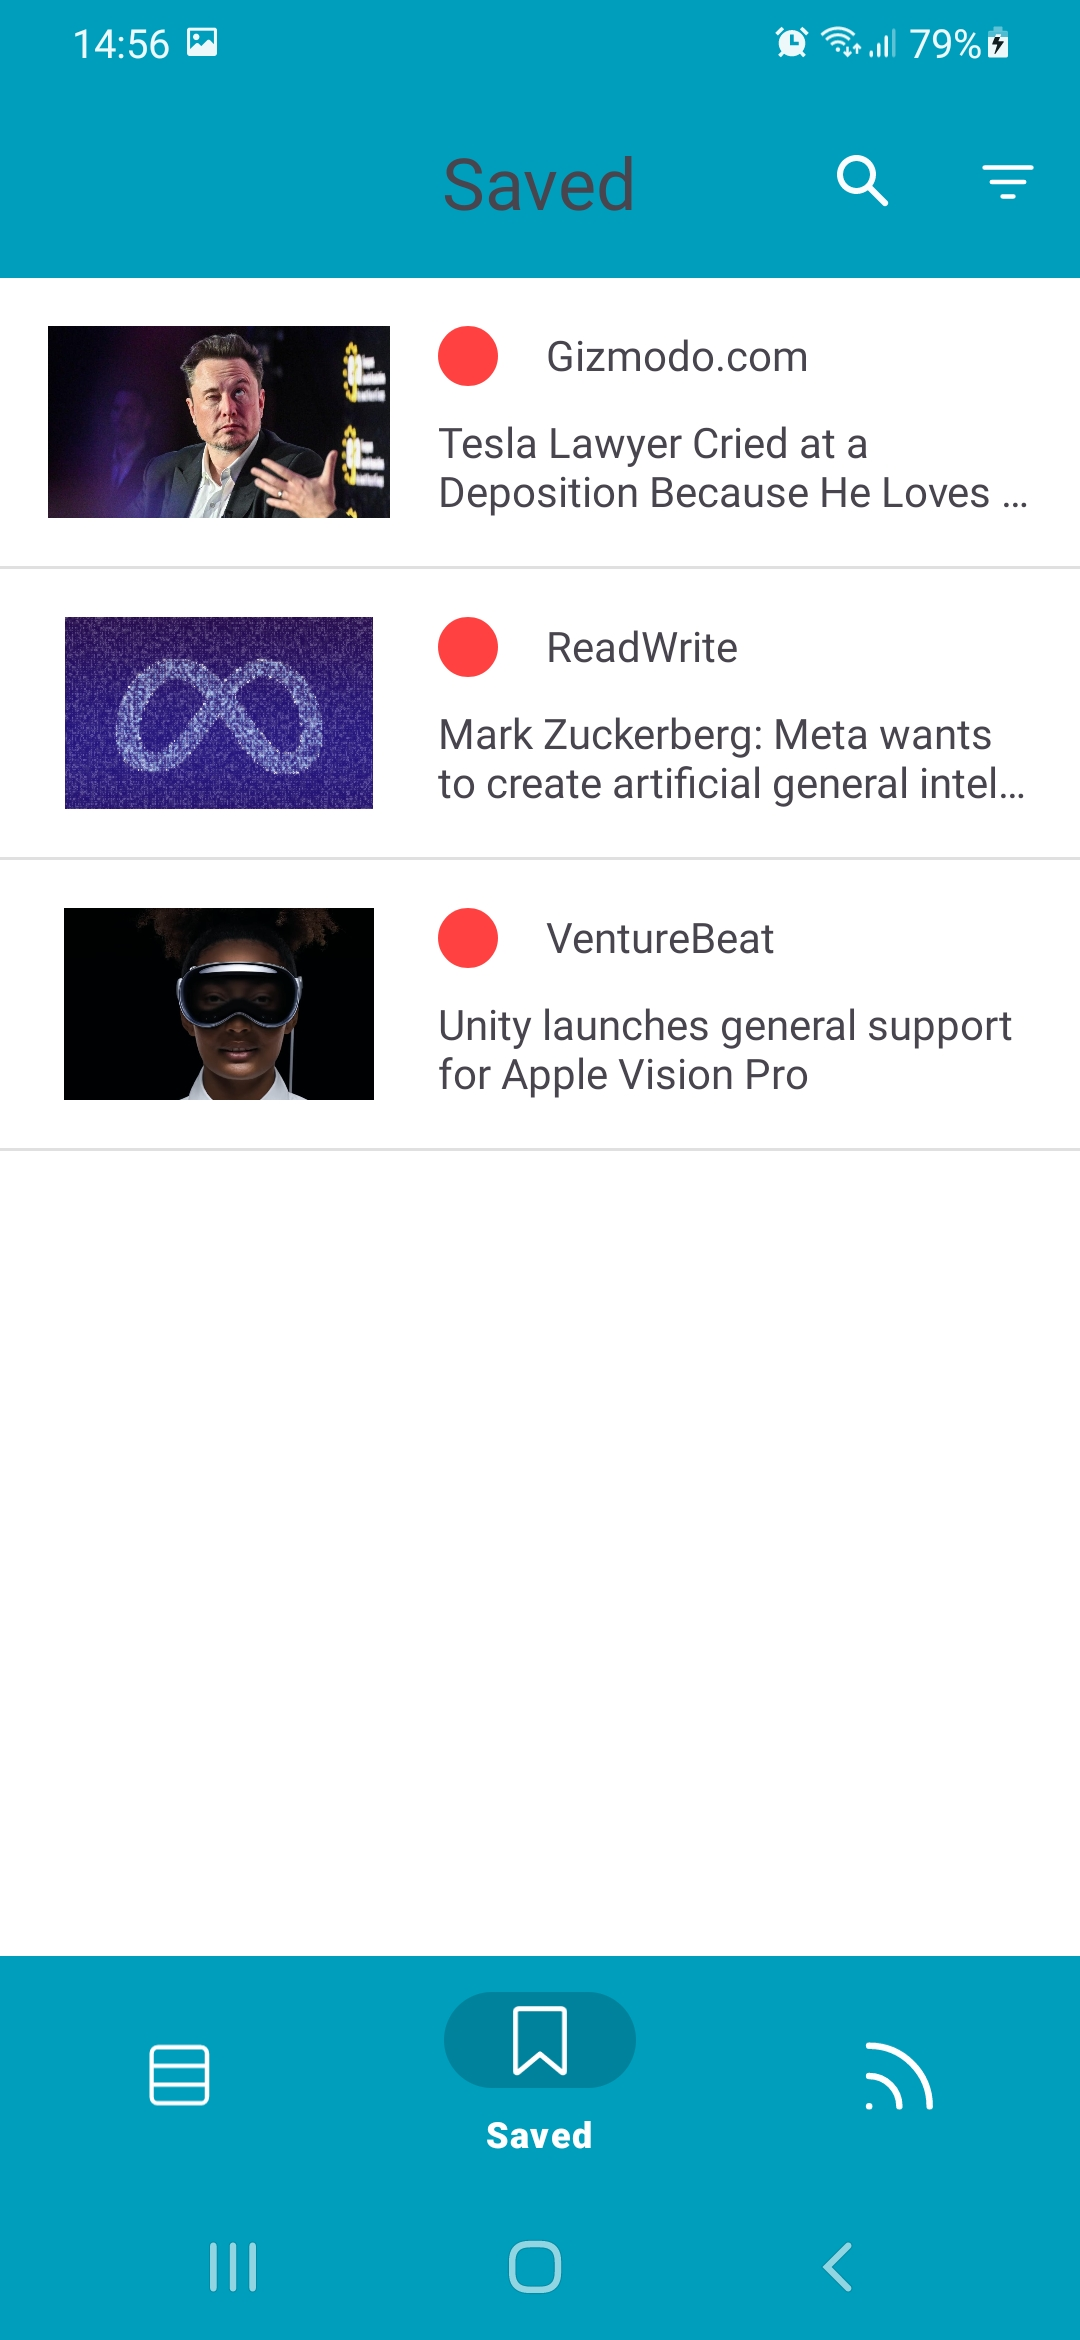 14:56
79%
Saved
Gizmodo.com
Tesla Lawyer Cried at a
Deposition Because He Loves ...
ReadWrite
Mark Zuckerberg: Meta wants
to create artificial general intel...
VentureBeat
Unity launches general support
for Apple Vision Pro
Saved